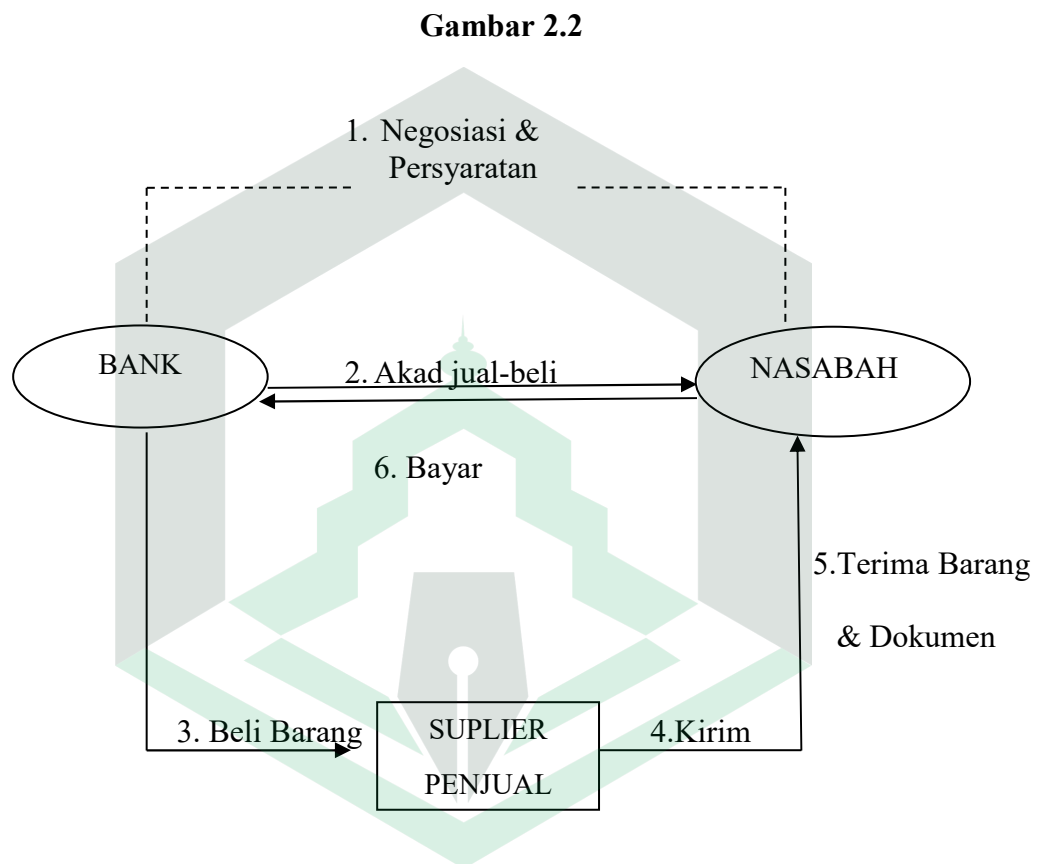 Gambar 2.2
1. Negosiasi &
Persyaratan
BANK
2. Akad jual-beli
NASABAH
6. Bayar
5.Terima Barang
& Dokumen
3. Beli Barang
SUPLIER
PENJUAL
4.Kirim